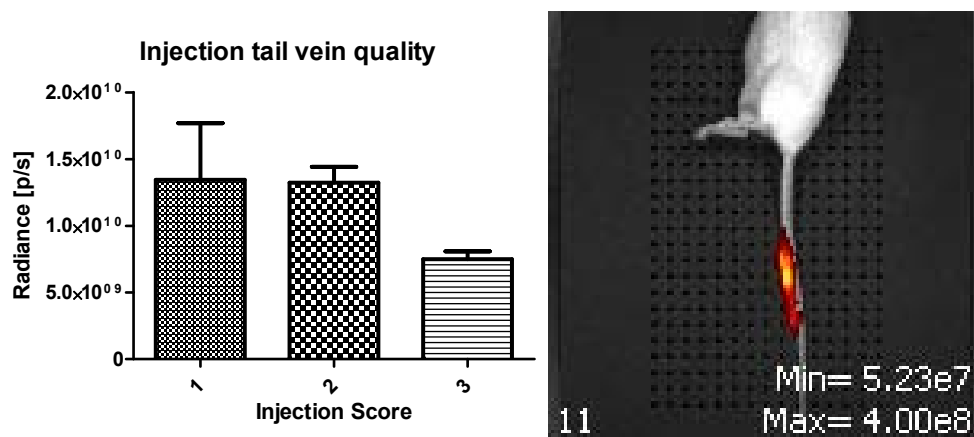 Injection tail vein quality
Radiance [p/s]
2.0×10¹⁰
1.5×10¹⁰
1.0×10¹⁰
5.0×10⁰⁹
0
1
2
3
Injection Score
11
Min= 5.23e7
Max= 4.00e8